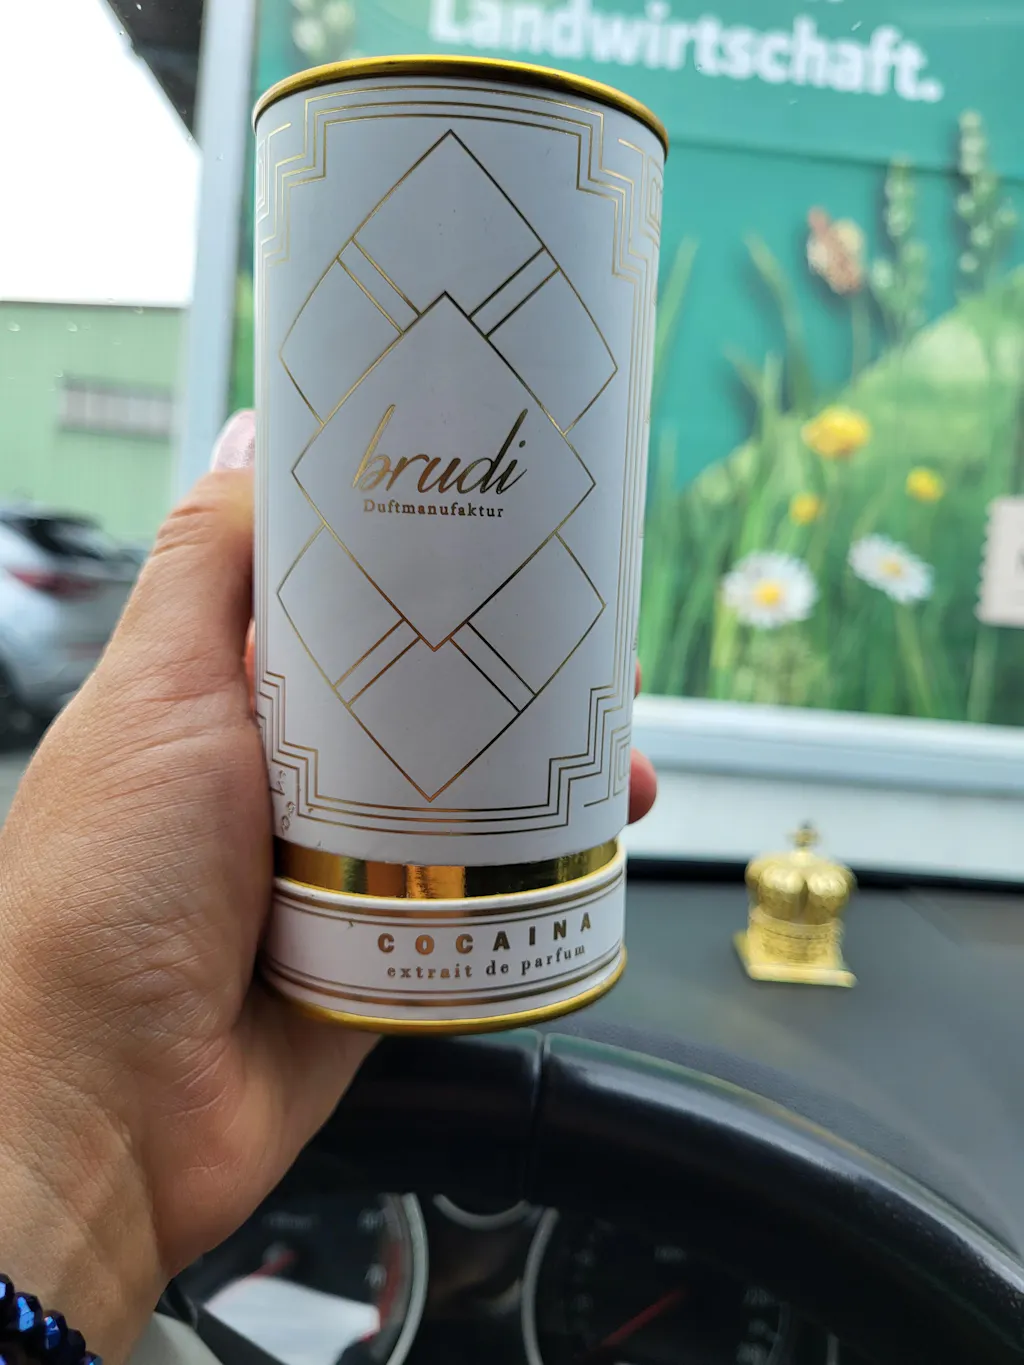 Landwirtschaft.
brudi
Duftmanufaktur
COCAINA
extrait de parfum